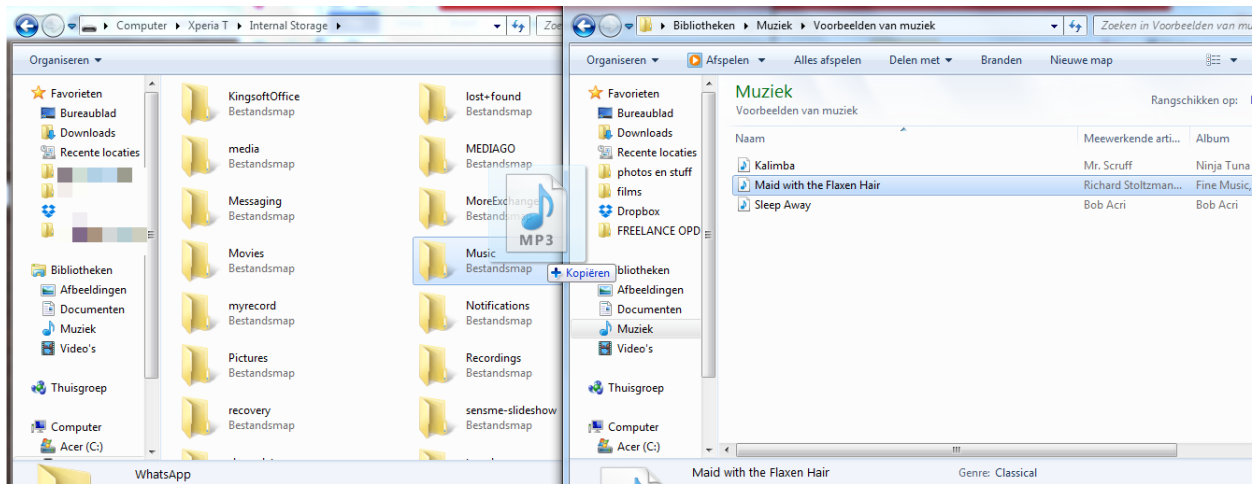 Computer Xperia T Internal Storage
Organiseren
Favorieten
Bureaublad
Downloads
Recente locaties
Bibliotheken
Afbeeldingen
Documenten
Muziek
Video's
Thuisgroep
Computer
Acer (C:)
KingsoftOffice
Bestandsmap
lost+found
Bestandsmap
media
Bestandsmap
MEDIAGO
Bestandsmap
Messaging
Bestandsmap
MoreExchange
Bestandsmap
Movies
Bestandsmap
Music
Bestandsmap
myrecord
Bestandsmap
Notifications
Bestandsmap
Pictures
Bestandsmap
Recordings
Bestandsmap
recovery
Bestandsmap
sensme-slideshow
Bestandsmap
WhatsApp
MP3
Kopiëren
Bibliotheken Muziek Voorbeelden van muziek
Zoeken in Voorbeelden van
Organiseren Afspelen Alles afspelen Delen met Branden Nieuwe map
Favorieten
Bureaublad
Downloads
Recente locaties
photos en stuff
films
Dropbox
FREELANCE OPD
bliotheken
Afbeeldingen
Documenten
Muziek
Video's
Thuisgroep
Computer
Acer (C:)
Muziek
Voorbeelden van muziek
Rangschikken op:
Naam Meewerkende arti... Album
Kalimba Mr. Scruff Ninja Tuna
Maid with the Flaxen Hair Richard Stoltzman... Fine Music,
Sleep Away Bob Acri Bob Acri
Maid with the Flaxen Hair Genre: Classical